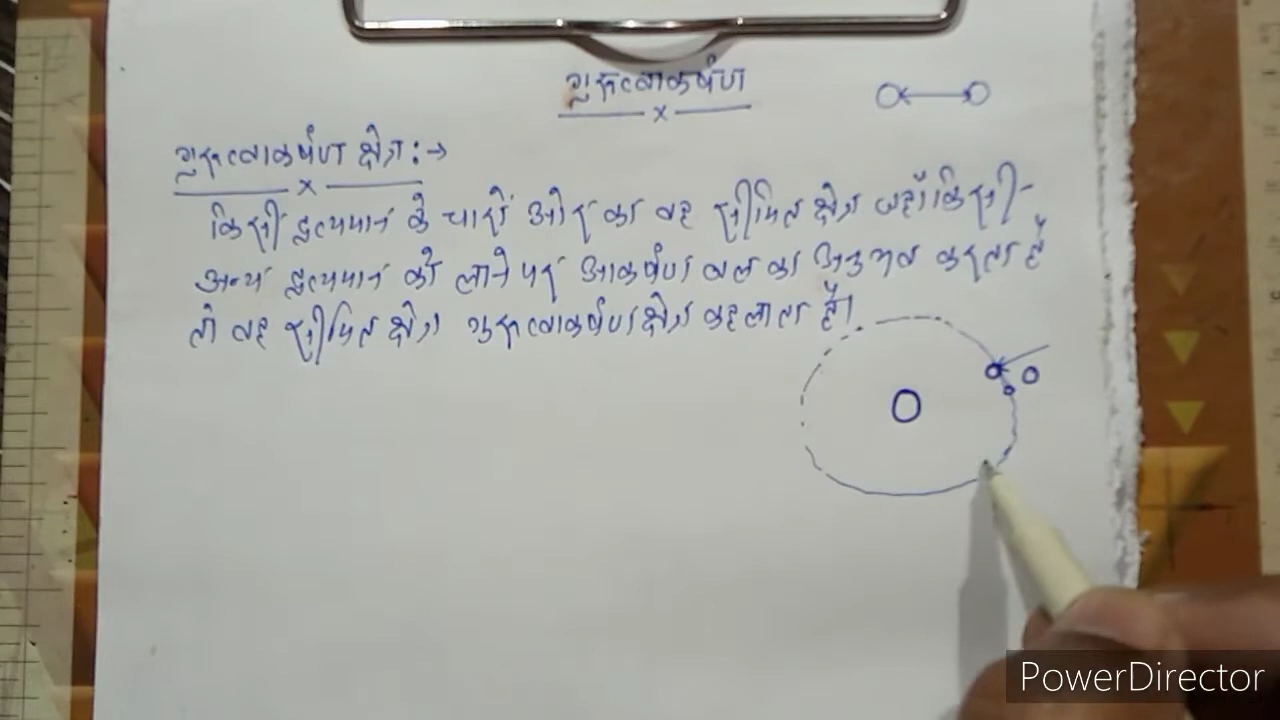 गुरुत्वाकर्षण
गुरुत्वाकर्षण क्षेत्र :→
किसी द्रव्यमान के चारों ओर का वह सीमित क्षेत्र जहाँ किसी
अन्य द्रव्यमान को लाने पर आकर्षण बल का अनुभव करता है
तो वह सीमित क्षेत्र गुरुत्वाकर्षण क्षेत्र कहलाता है।
PowerDirector